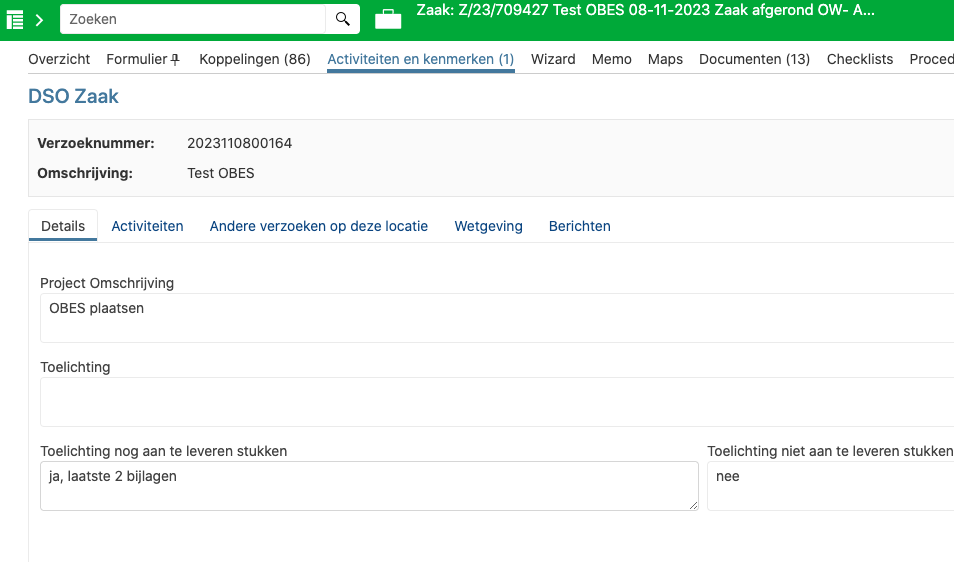 Zoeken
Zaak: Z/23/709427 Test OBES 08-11-2023 Zaak afgerond OW- A...
Overzicht Formulier Koppelingen (86) Activiteiten en kenmerken (1) Wizard Memo Maps Documenten (13) Checklists Proced
DSO Zaak
Verzoeknummer: 2023110800164
Omschrijving: Test OBES
Details Activiteiten Andere verzoeken op deze locatie Wetgeving Berichten
Project Omschrijving
OBES plaatsen
Toelichting
Toelichting nog aan te leveren stukken Toelichting niet aan te leveren stukken
ja, laatste 2 bijlagen nee